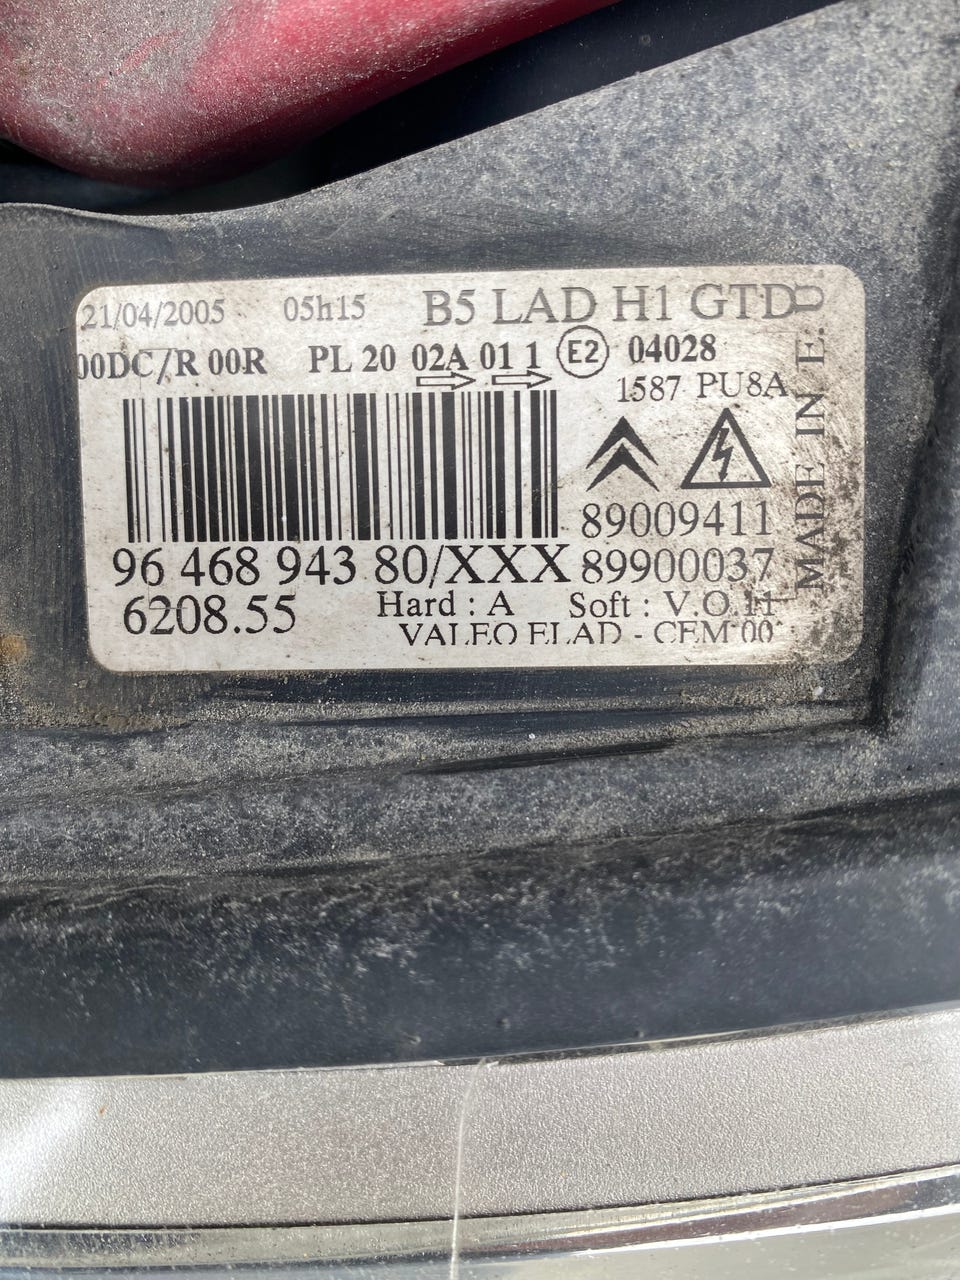 21/04/2005 05h15 B5 LAD H1 GTD
00DC/R 00R PL 20 02A 01 1 E2 04028
1587 PU8A
89009411
96 468 943 80/XXX 89900037
6208.55 Hard : A Soft : V.O.11
VALEO ELAD - CEM 00
MADE IN E.U